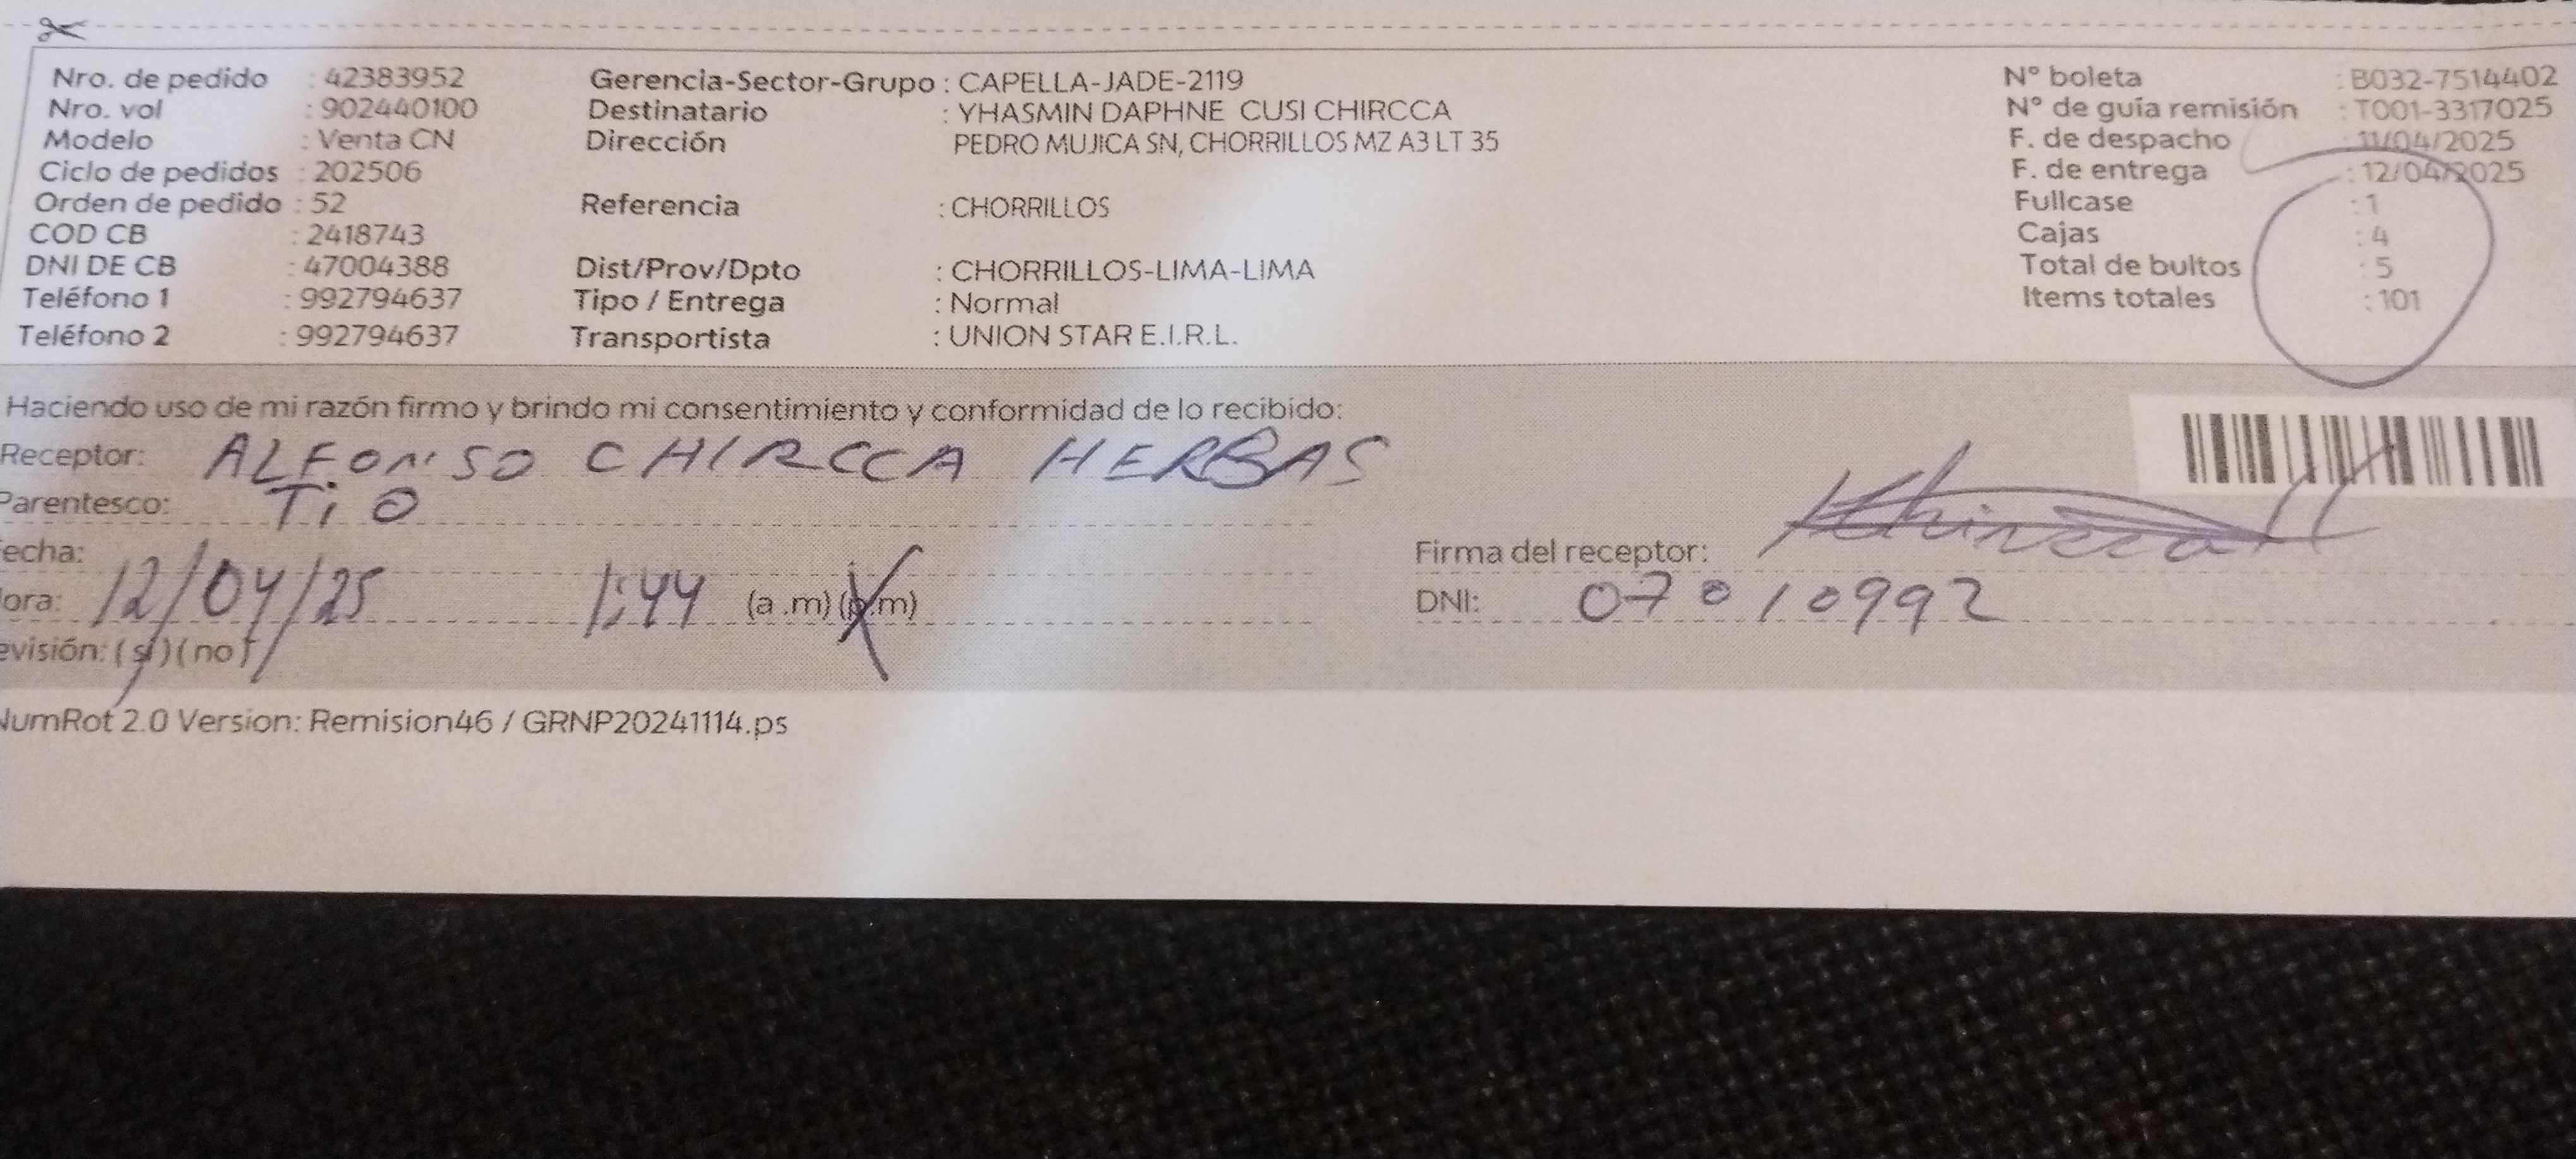 Nro. de pedido : 42383952
Nro. vol : 902440100
Modelo : Venta CN
Ciclo de pedidos : 202506
Orden de pedido : 52
COD CB : 2418743
DNI DE CB : 47004388
Teléfono 1 : 992794637
Teléfono 2 : 992794637
Gerencia-Sector-Grupo : CAPELLA-JADE-2119
Destinatario : YHASMIN DAPHNE CUSI CHIRCCA
Dirección PEDRO MUJICA SN, CHORRILLOS MZ A3 LT 35
Referencia : CHORRILLOS
Dist/Prov/Dpto : CHORRILLOS-LIMA-LIMA
Tipo / Entrega : Normal
Transportista : UNION STAR E.I.R.L.
N° boleta : B032-7514402
N° de guía remisión : T001-3317025
F. de despacho : 11/04/2025
F. de entrega : 12/04/2025
Fullcase : 1
Cajas : 4
Total de bultos : 5
Items totales : 101
Haciendo uso de mi razón firmo y brindo mi consentimiento y conformidad de lo recibido:
Receptor: ALFONSO CHIRCCA HERBAS
Parentesco: TiO
echa:
ora: 12/04/25 1:44 (a .m) (p.m)
evisión: ( sí ) ( no )
Firma del receptor:
DNI: 07010992
NumRot 2.0 Version: Remision46 / GRNP20241114.ps